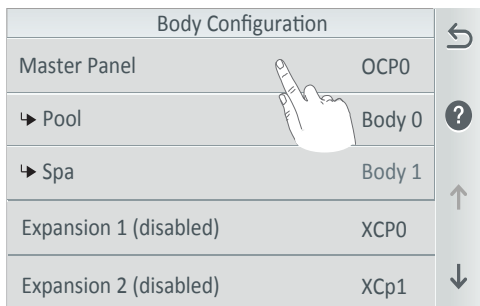 Body Configuration
Master Panel OCP0
↳ Pool Body 0
↳ Spa Body 1
Expansion 1 (disabled) XCP0
Expansion 2 (disabled) XCp1
?